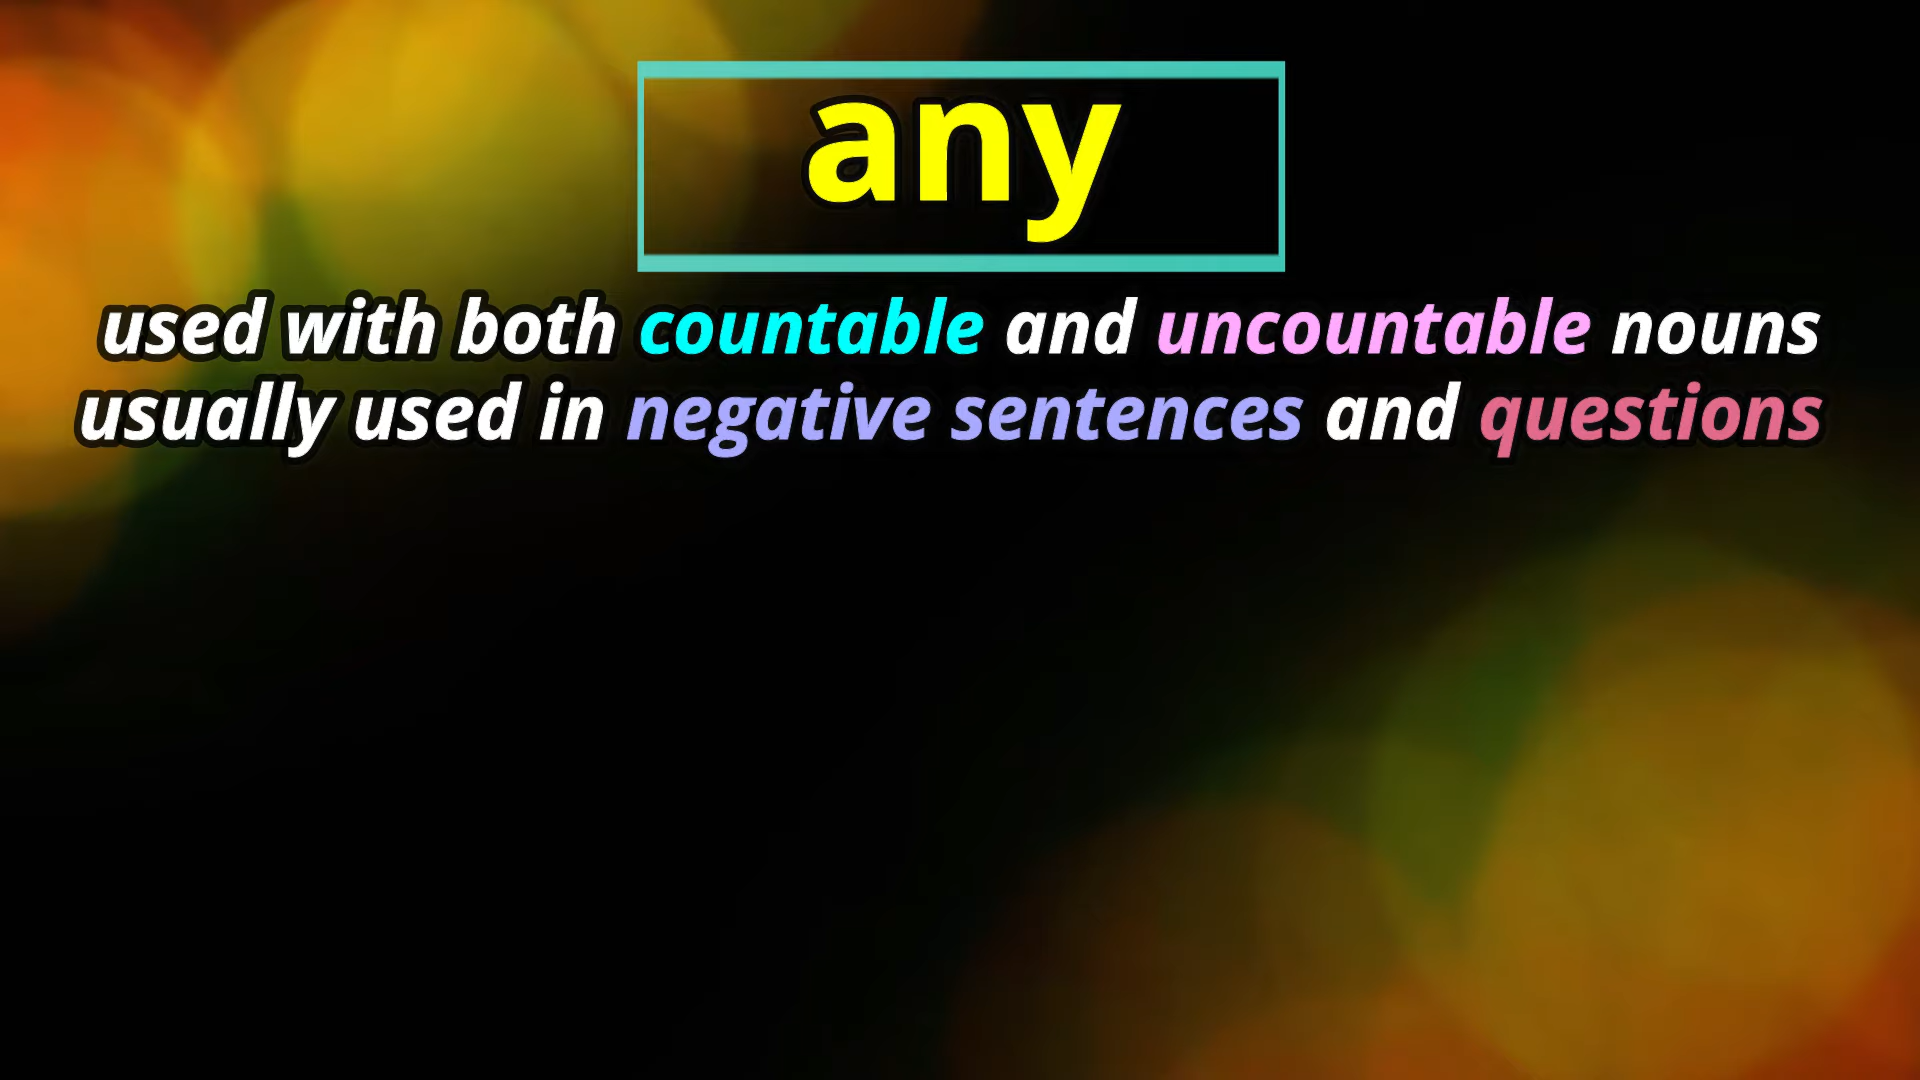 any
used with both countable and uncountable nouns
usually used in negative sentences and questions